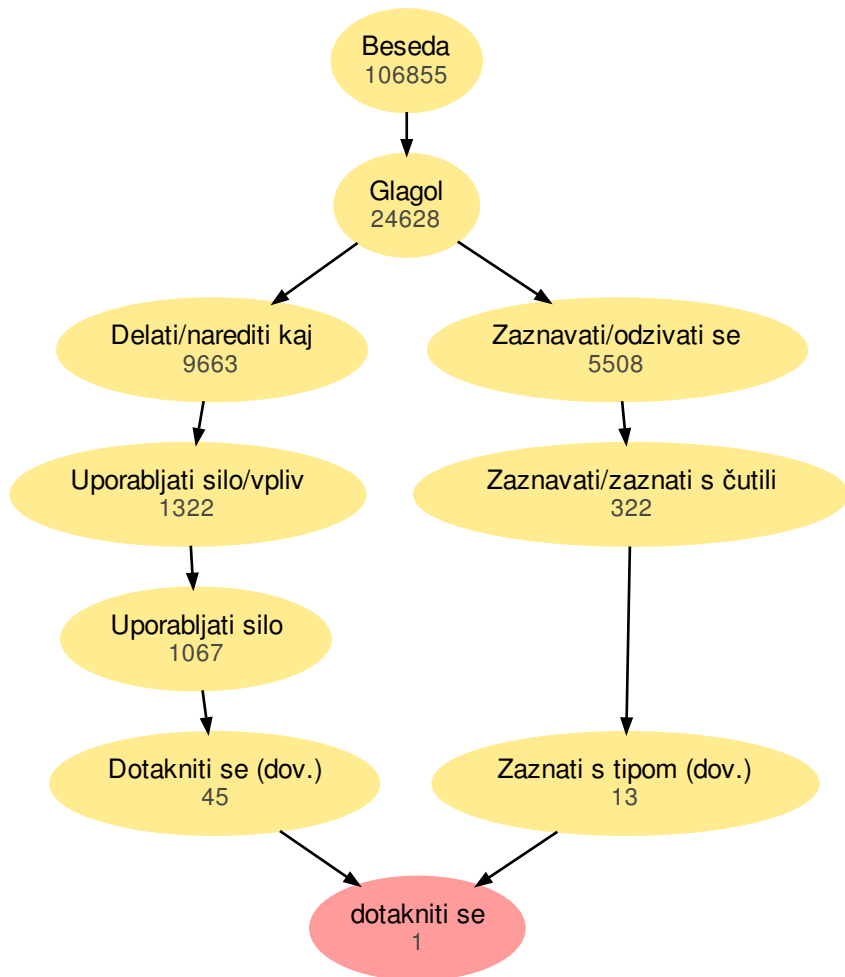 Beseda
106855
Glagol
24628
Delati/narediti kaj
9663
Zaznavati/odzivati se
5508
Uporabljati silo/vpliv
1322
Zaznavati/zaznati s čutili
322
Uporabljati silo
1067
Dotakniti se (dov.)
45
Zaznati s tipom (dov.)
13
dotakniti se
1